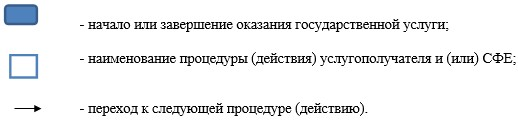 - начало или завершение оказания государственной услуги;
- наименование процедуры (действия) услугополучателя и (или) СФЕ;
- переход к следующей процедуре (действию).